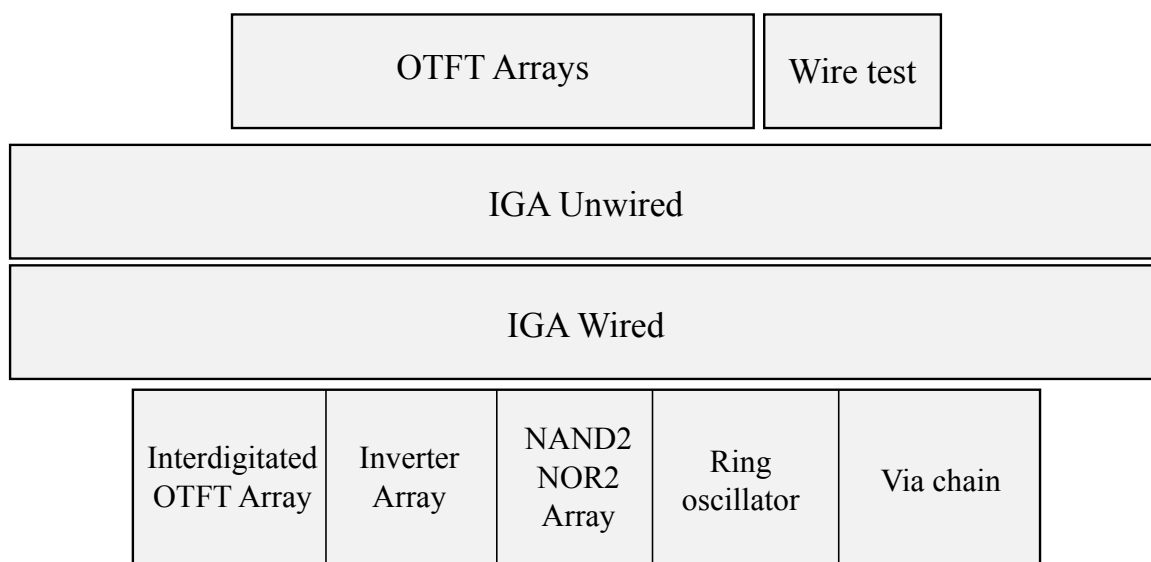 OTFT Arrays
Wire test
IGA Unwired
IGA Wired
Interdigitated
OTFT Array
Inverter
Array
NAND2
NOR2
Array
Ring
oscillator
Via chain